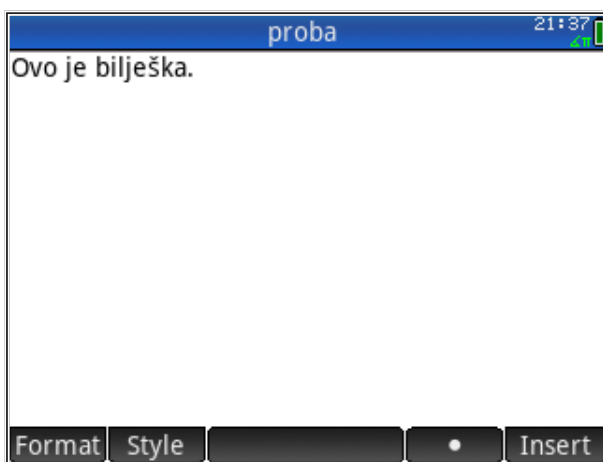 proba
21:37
∡π
Ovo je bilješka.
Format Style • Insert